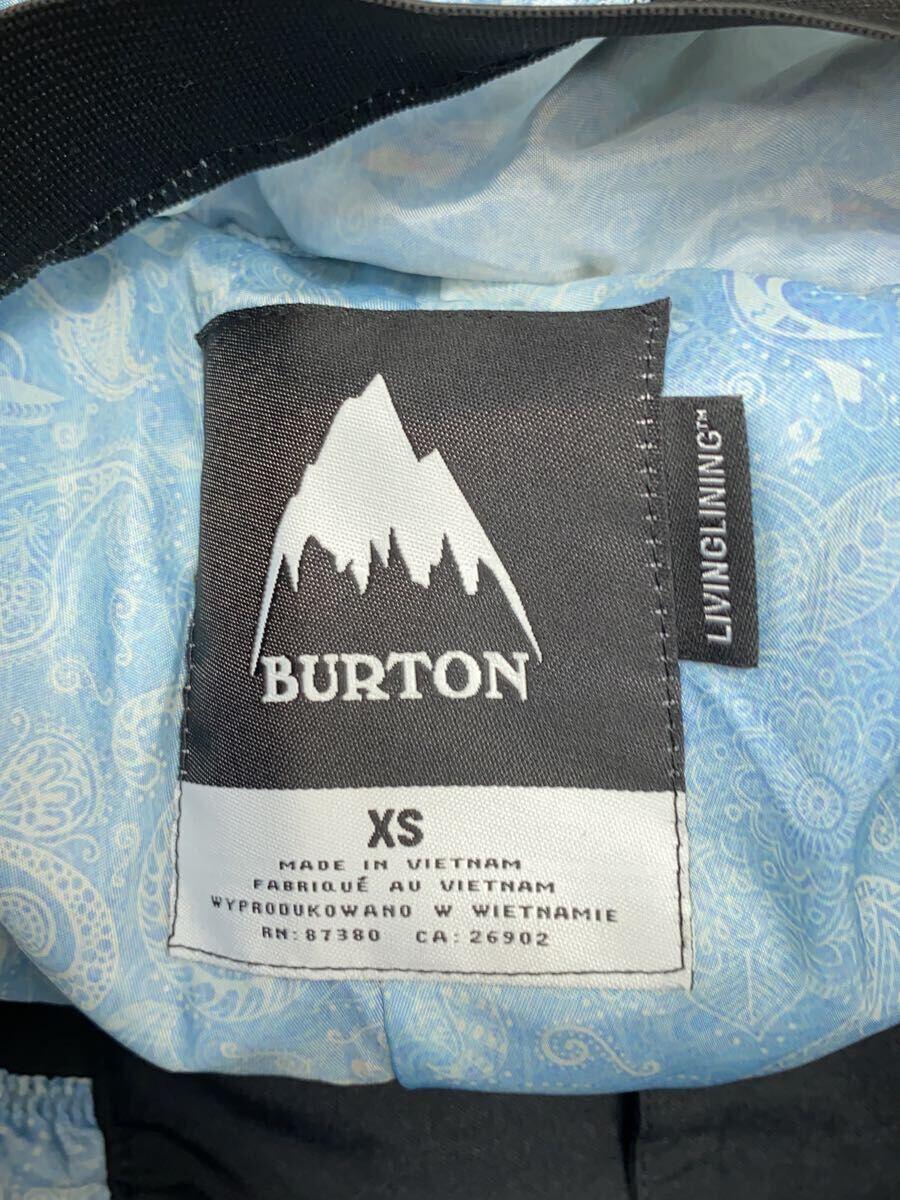 BURTON
LIVINGLINING™
XS
MADE IN VIETNAM
FABRIQUÉ AU VIETNAM
WYPRODUKOWANO W WIETNAMIE
RN: 87380 CA: 26902